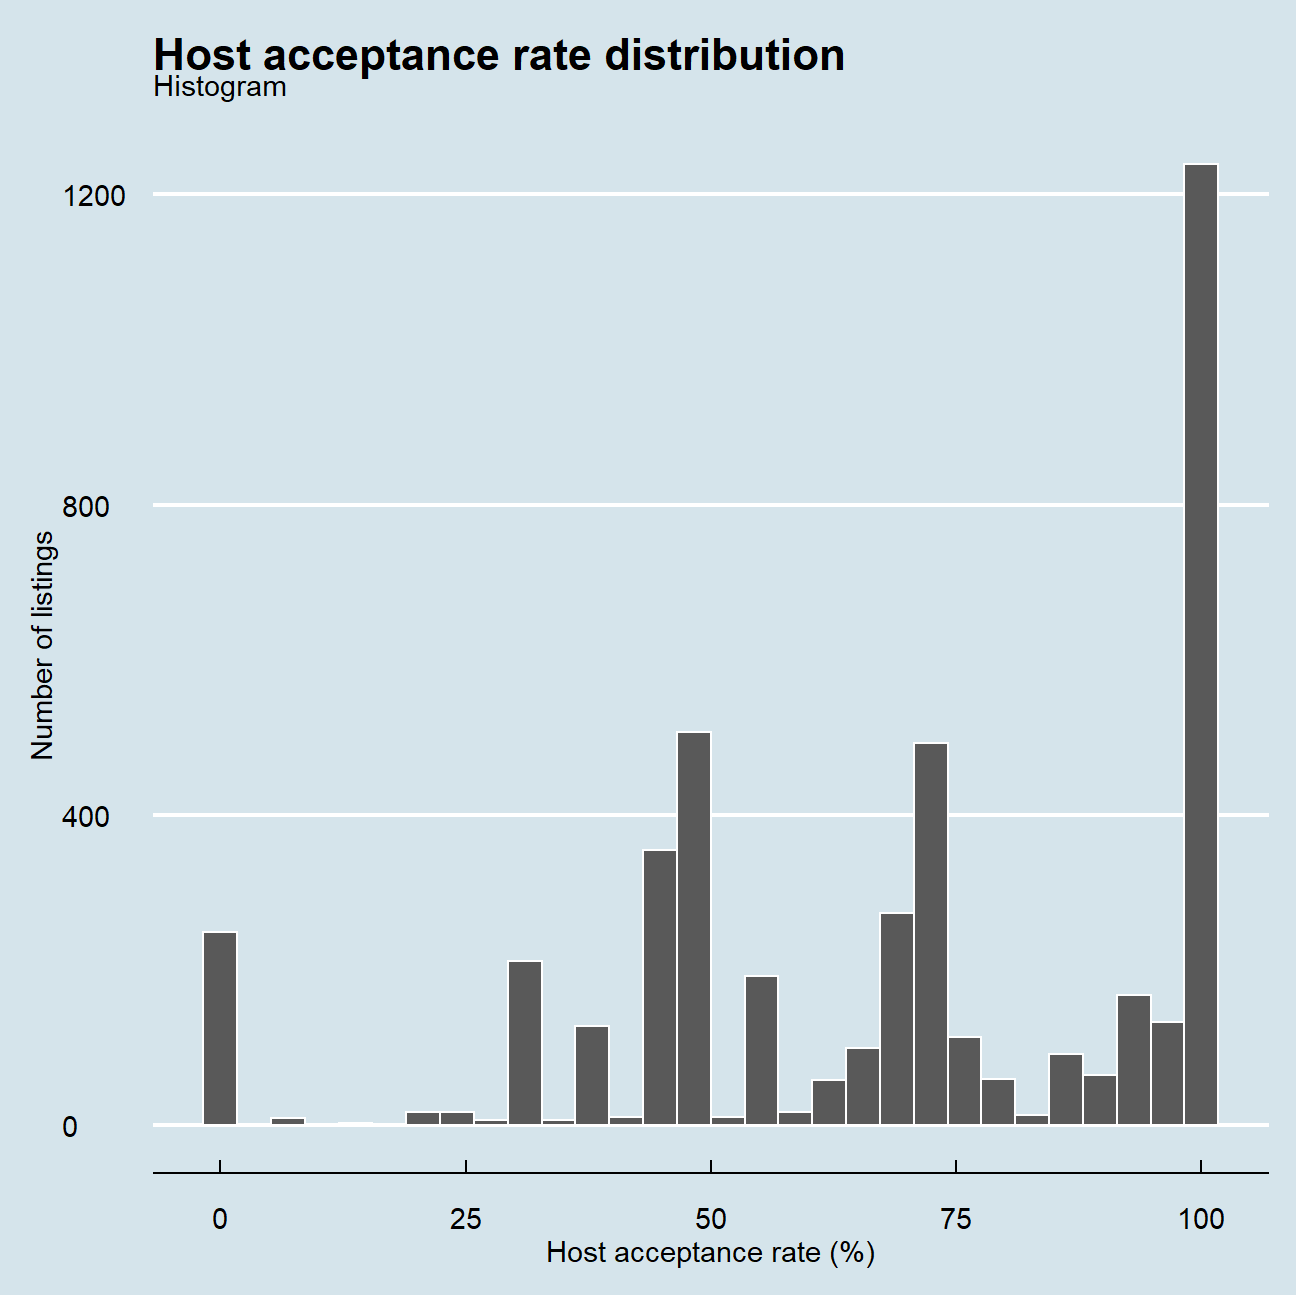 Host acceptance rate distribution
Histogram
1200
800
400
0
Number of listings
0 25 50 75 100
Host acceptance rate (%)